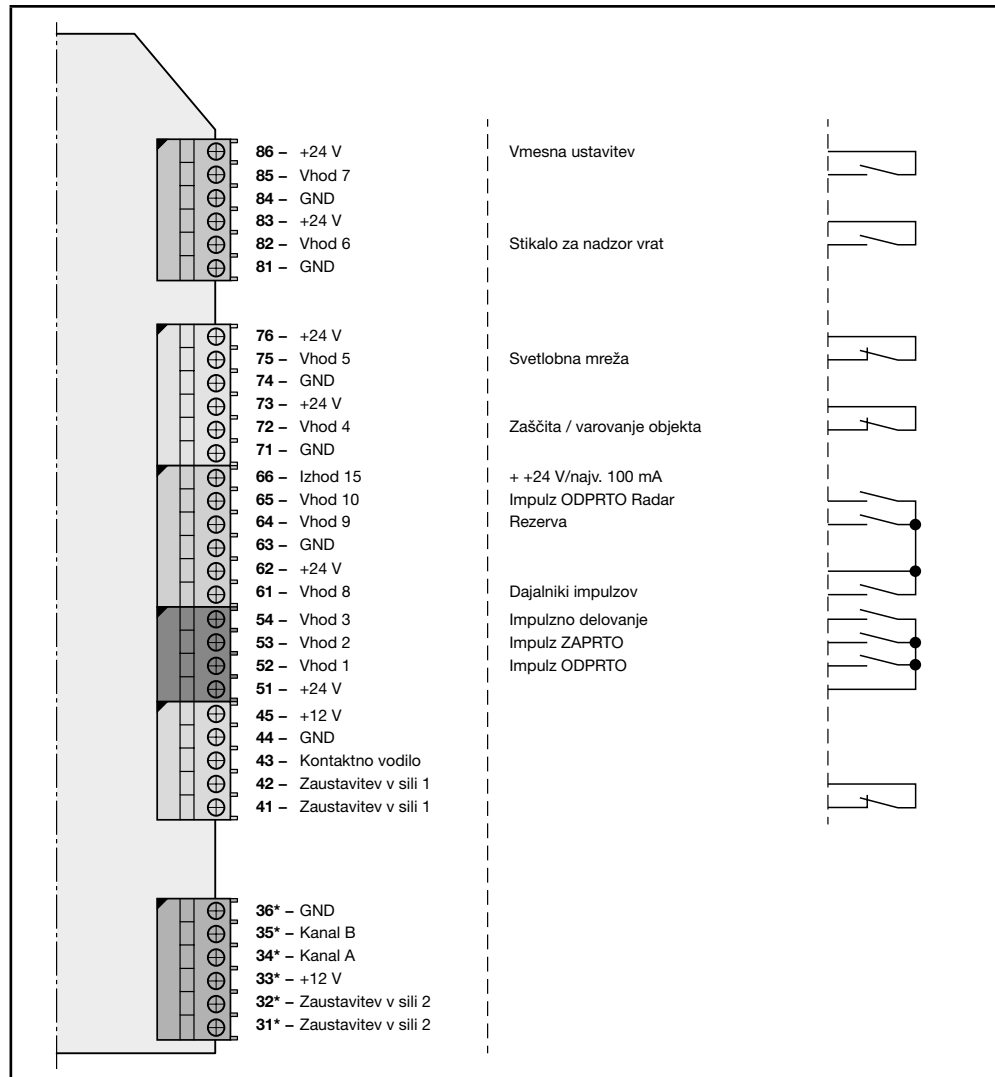 86 – +24 V Vmesna ustavitev
85 – Vhod 7
84 – GND
83 – +24 V
82 – Vhod 6 Stikalo za nadzor vrat
81 – GND
76 – +24 V
75 – Vhod 5 Svetlobna mreža
74 – GND
73 – +24 V
72 – Vhod 4 Zaščita / varovanje objekta
71 – GND
66 – Izhod 15 + +24 V/najv. 100 mA
65 – Vhod 10 Impulz ODPRTO Radar
64 – Vhod 9 Rezerva
63 – GND
62 – +24 V
61 – Vhod 8 Dajalniki impulzov
54 – Vhod 3 Impulzno delovanje
53 – Vhod 2 Impulz ZAPRTO
52 – Vhod 1 Impulz ODPRTO
51 – +24 V
45 – +12 V
44 – GND
43 – Kontaktno vodilo
42 – Zaustavitev v sili 1
41 – Zaustavitev v sili 1
36* – GND
35* – Kanal B
34* – Kanal A
33* – +12 V
32* – Zaustavitev v sili 2
31* – Zaustavitev v sili 2